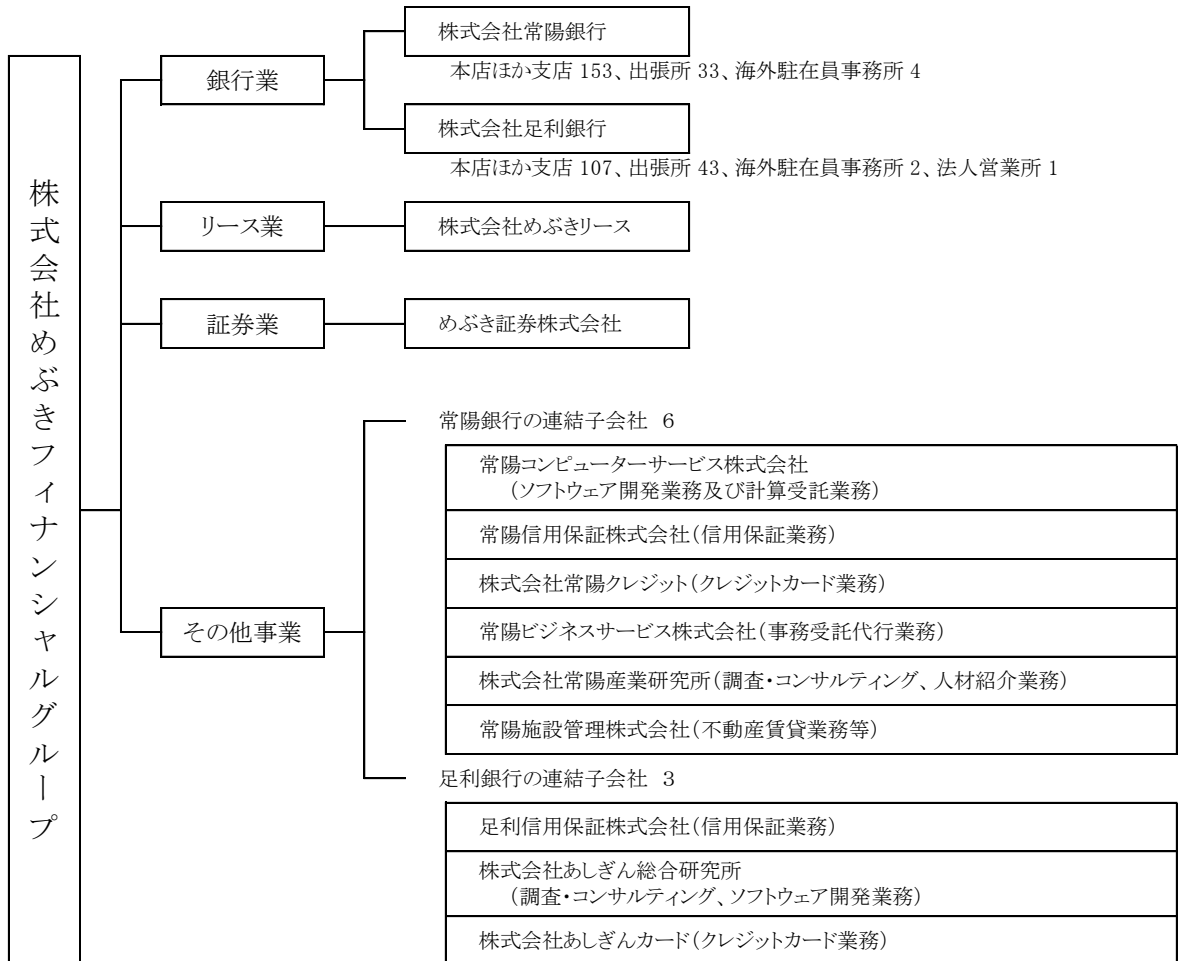 株式会社めぶきフィナンシャルグループ
銀行業
株式会社常陽銀行
本店ほか支店 153、出張所 33、海外駐在員事務所 4
株式会社足利銀行
本店ほか支店 107、出張所 43、海外駐在員事務所 2、法人営業所 1
リース業
株式会社めぶきリース
証券業
めぶき証券株式会社
その他事業
常陽銀行の連結子会社 6
常陽コンピューターサービス株式会社
(ソフトウェア開発業務及び計算受託業務)
常陽信用保証株式会社(信用保証業務)
株式会社常陽クレジット(クレジットカード業務)
常陽ビジネスサービス株式会社(事務受託代行業務)
株式会社常陽産業研究所(調査・コンサルティング、人材紹介業務)
常陽施設管理株式会社(不動産賃貸業務等)
足利銀行の連結子会社 3
足利信用保証株式会社(信用保証業務)
株式会社あしぎん総合研究所
(調査・コンサルティング、ソフトウェア開発業務)
株式会社あしぎんカード(クレジットカード業務)